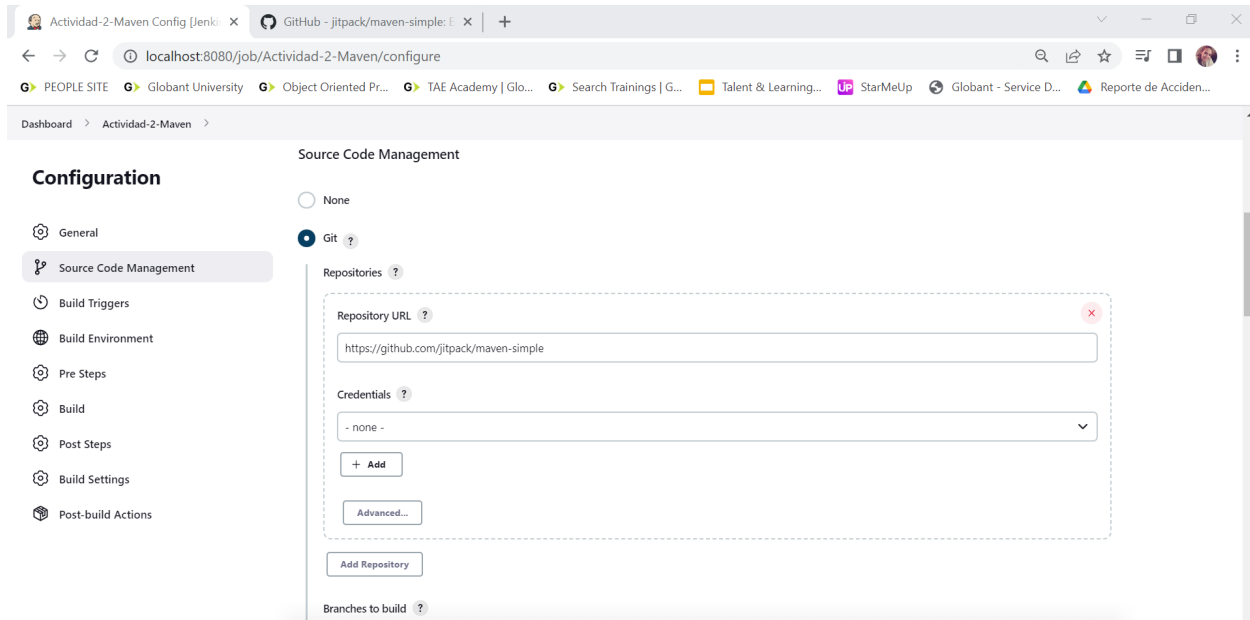 Actividad-2-Maven Config [Jenki
GitHub - jitpack/maven-simple: E
localhost:8080/job/Actividad-2-Maven/configure
PEOPLE SITE
Globant University
Object Oriented Pr...
TAE Academy | Glo...
Search Trainings | G...
Talent & Learning...
UP StarMeUp
Globant - Service D...
Reporte de Acciden...
Dashboard
Actividad-2-Maven
Configuration
General
Source Code Management
Build Triggers
Build Environment
Pre Steps
Build
Post Steps
Build Settings
Post-build Actions
Source Code Management
None
Git ?
Repositories ?
Repository URL ?
https://github.com/jitpack/maven-simple
Credentials ?
- none -
+ Add
Advanced...
Add Repository
Branches to build ?